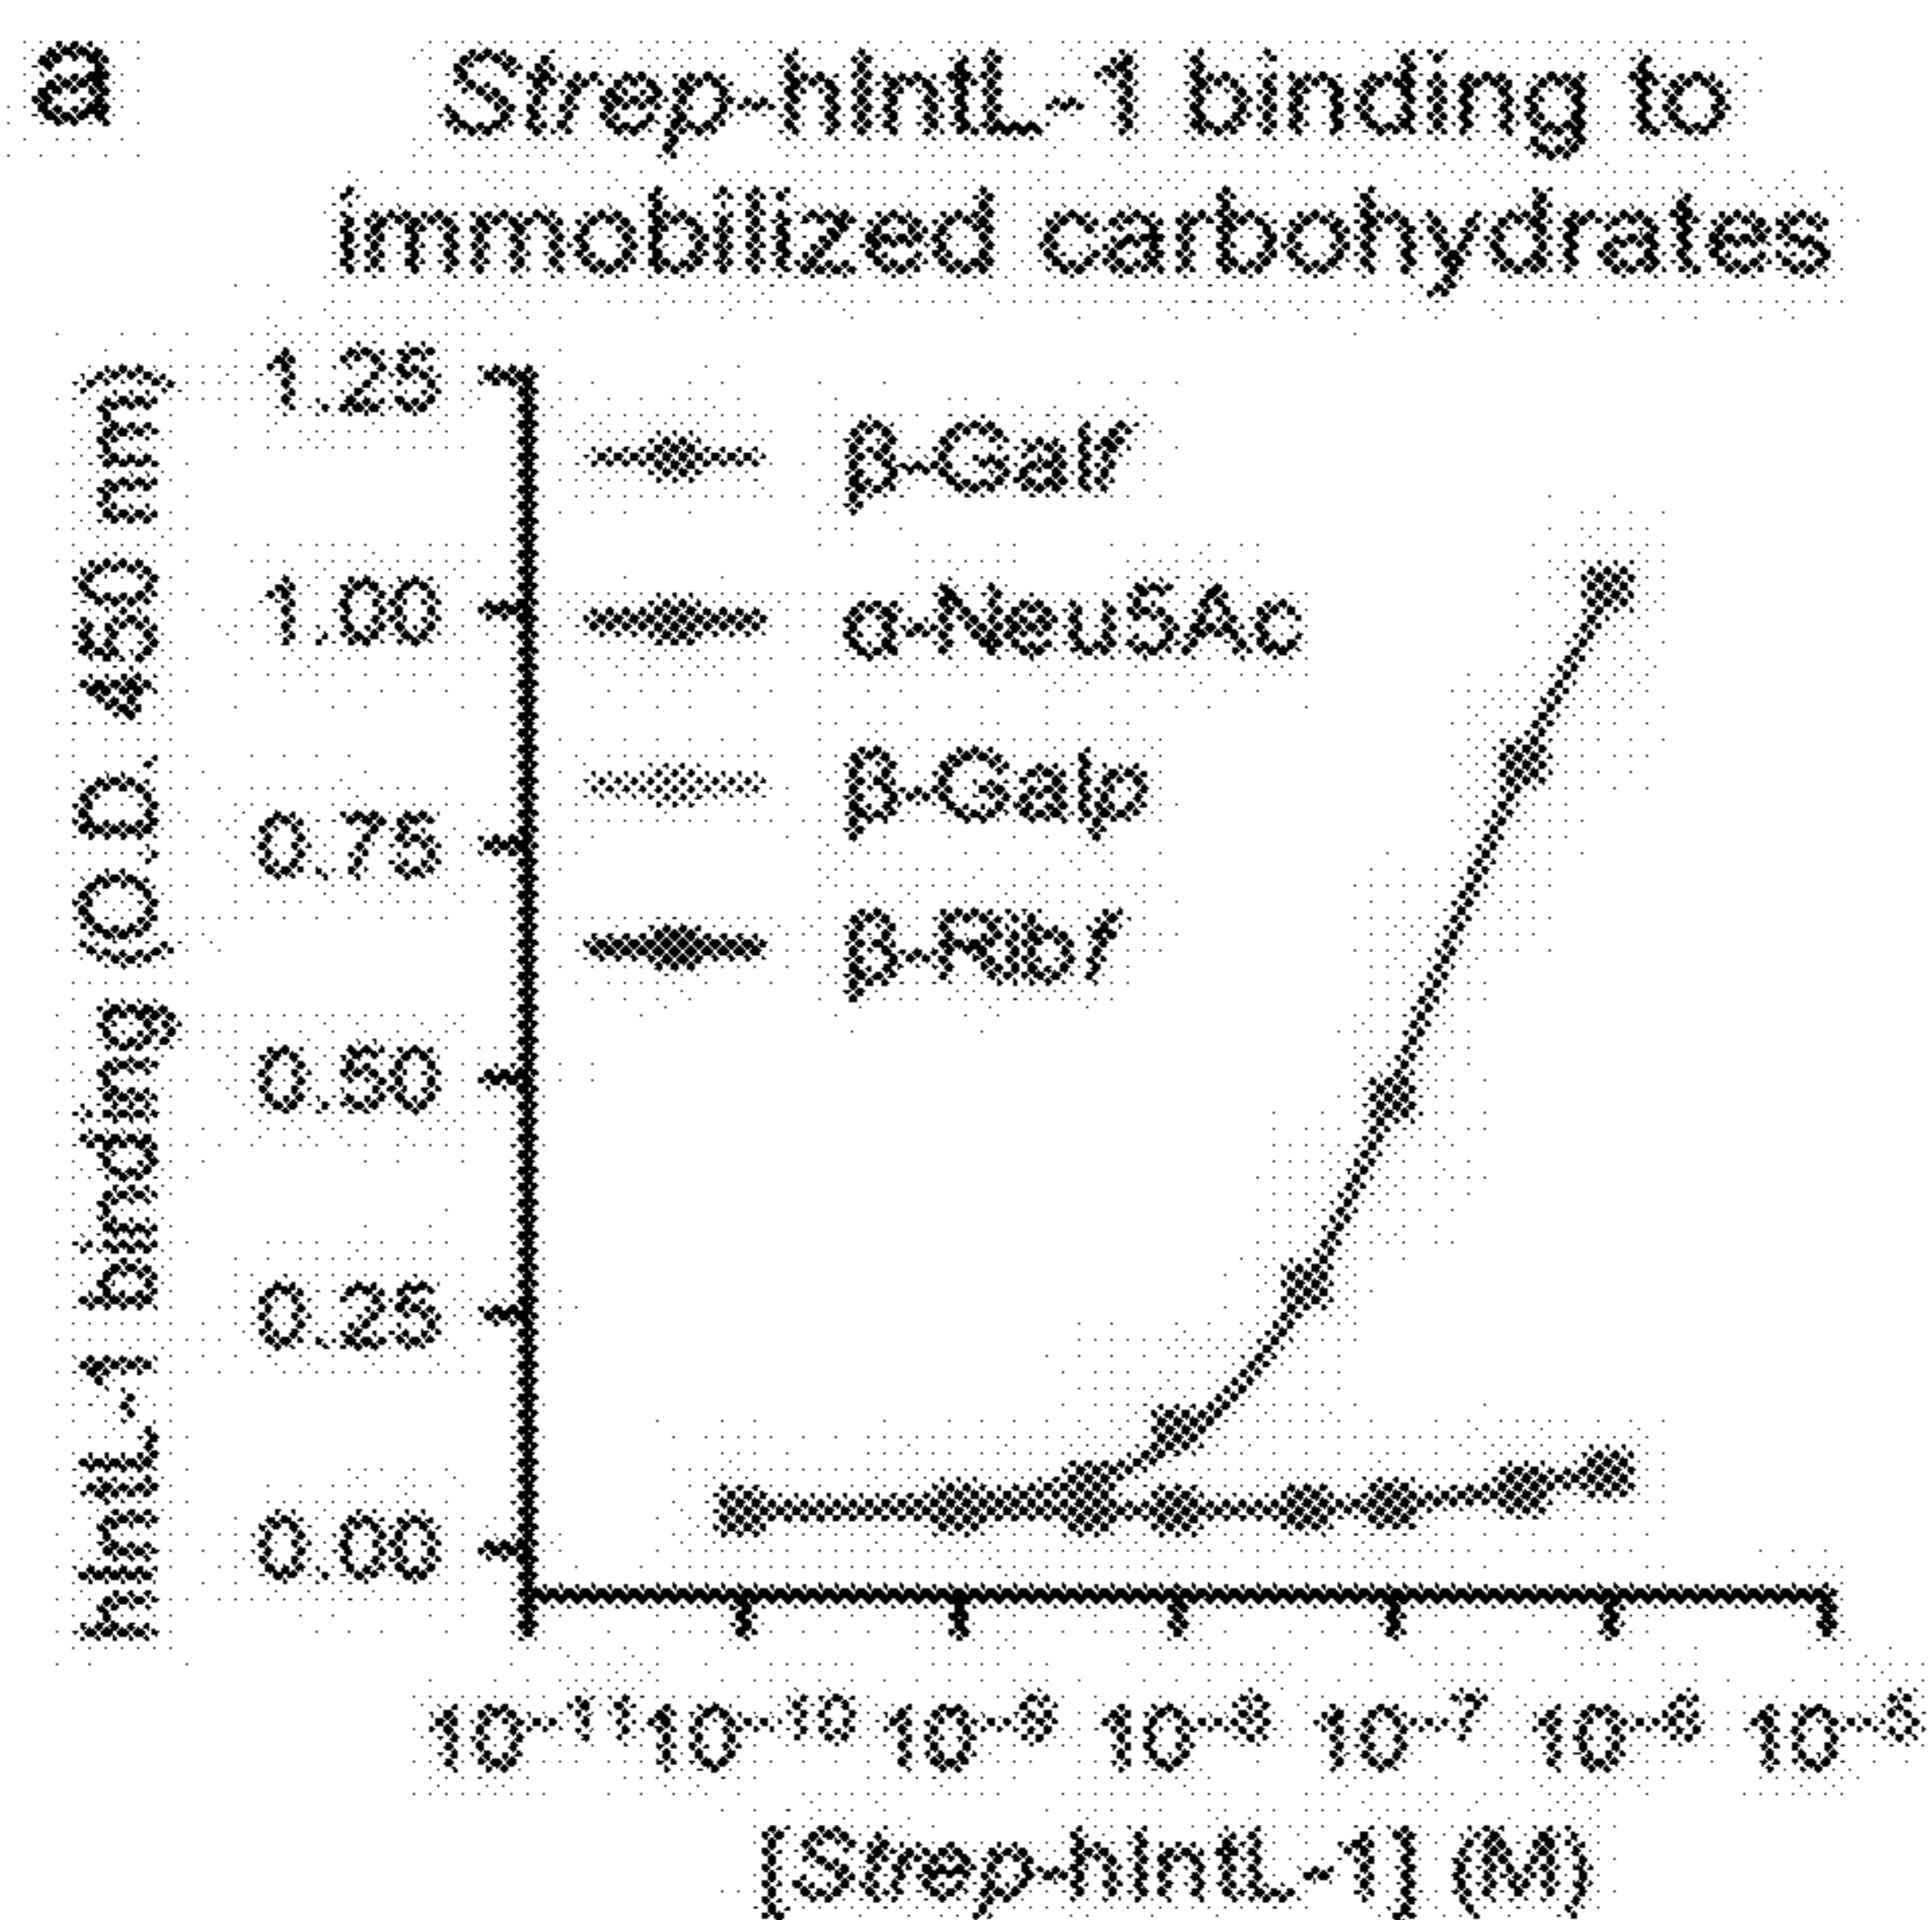 a
Strep-hIntL-1 binding to
immobilized carbohydrates
hIntL-1 binding (O.D. 450 nm)
1.25
1.00
0.75
0.50
0.25
0.00
β-Galf
α-Neu5Ac
β-Galp
β-Ribf
10⁻¹¹ 10⁻¹⁰ 10⁻⁹ 10⁻⁸ 10⁻⁷ 10⁻⁶ 10⁻⁵
[Strep-hIntL-1] (M)